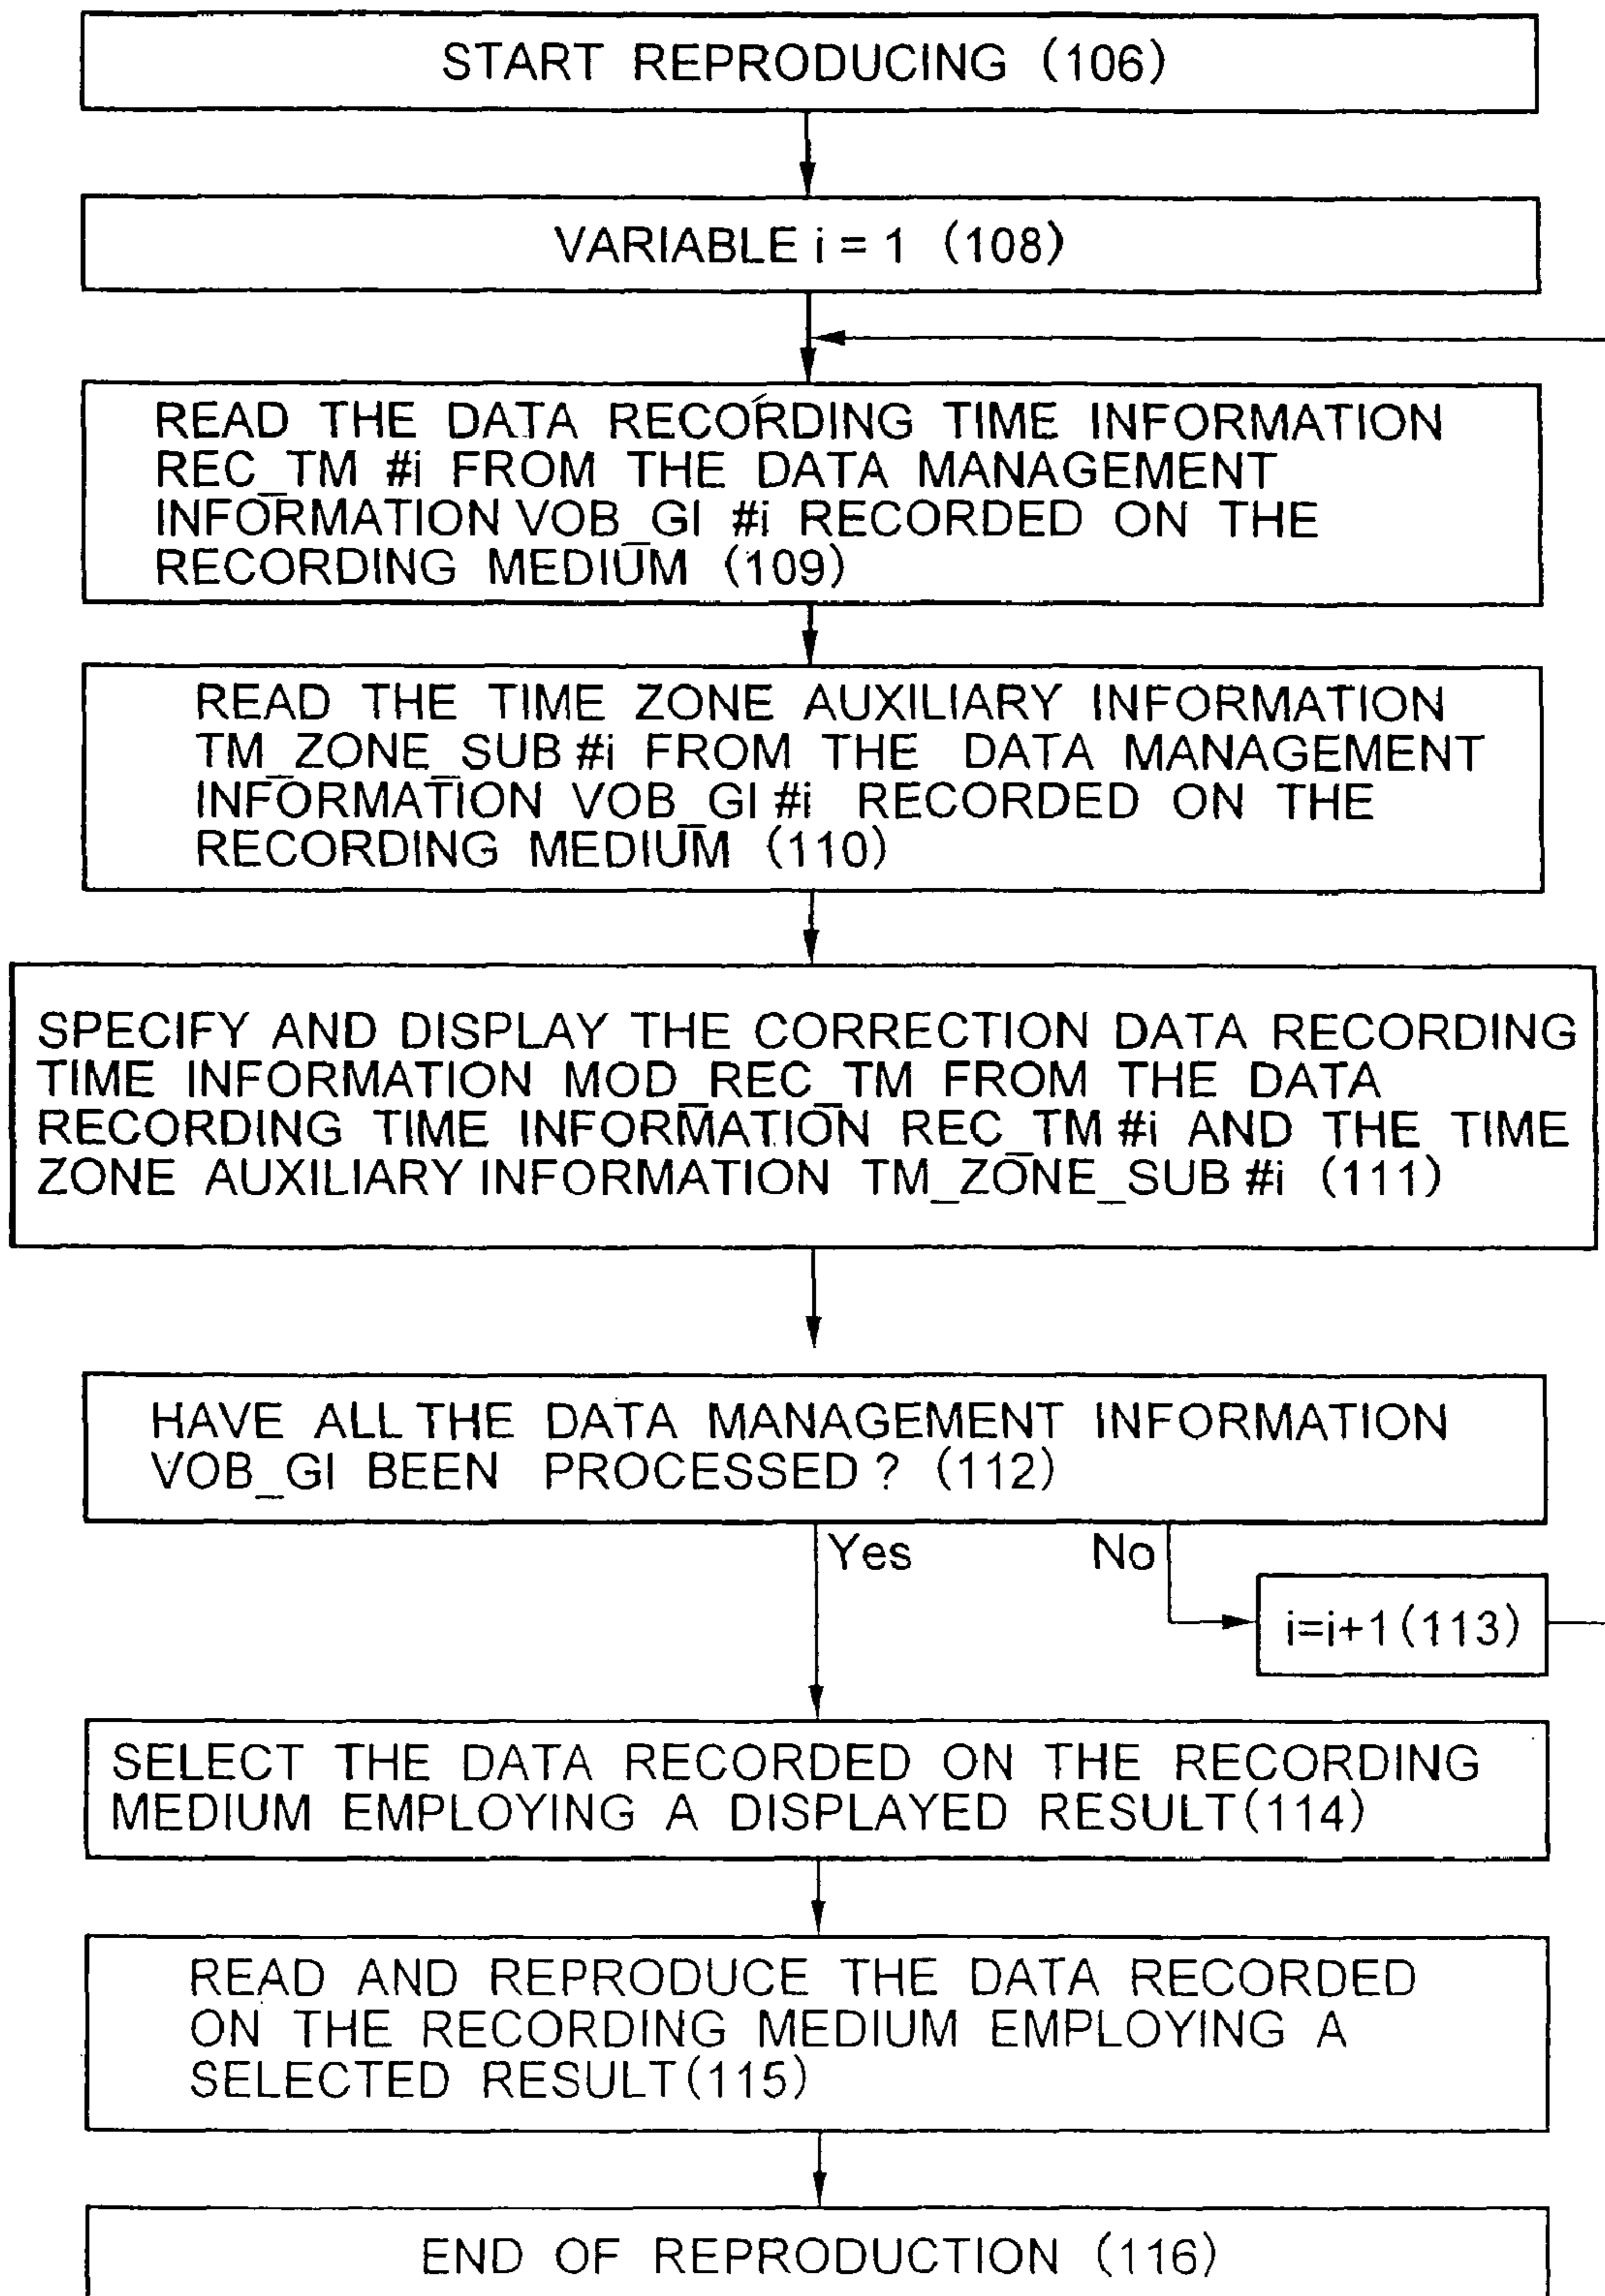 START REPRODUCING (106)
VARIABLE i = 1 (108)
READ THE DATA RECORDING TIME INFORMATION
REC_TM #i FROM THE DATA MANAGEMENT
INFORMATION VOB_GI #i RECORDED ON THE
RECORDING MEDIUM (109)
READ THE TIME ZONE AUXILIARY INFORMATION
TM_ZONE_SUB #i FROM THE DATA MANAGEMENT
INFORMATION VOB_GI #i RECORDED ON THE
RECORDING MEDIUM (110)
SPECIFY AND DISPLAY THE CORRECTION DATA RECORDING
TIME INFORMATION MOD_REC_TM FROM THE DATA
RECORDING TIME INFORMATION REC_TM #i AND THE TIME
ZONE AUXILIARY INFORMATION TM_ZONE_SUB #i (111)
HAVE ALL THE DATA MANAGEMENT INFORMATION
VOB_GI BEEN PROCESSED ? (112)
Yes No
i=i+1(113)
SELECT THE DATA RECORDED ON THE RECORDING
MEDIUM EMPLOYING A DISPLAYED RESULT(114)
READ AND REPRODUCE THE DATA RECORDED
ON THE RECORDING MEDIUM EMPLOYING A
SELECTED RESULT(115)
END OF REPRODUCTION (116)